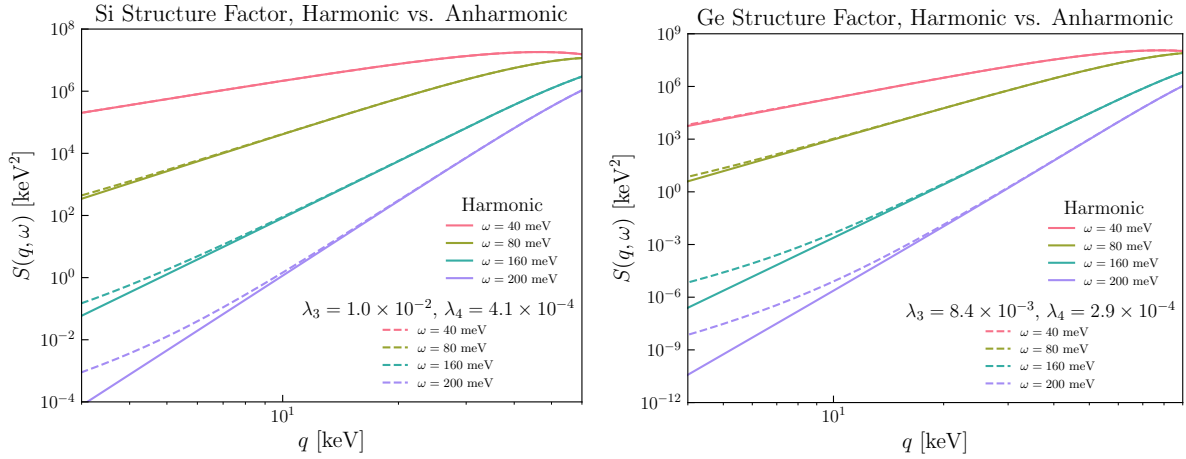 Si Structure Factor, Harmonic vs. Anharmonic
10^8
10^6
10^4
10^2
10^0
10^{-2}
10^{-4}
S(q, ω) [keV^2]
Harmonic
ω = 40 meV
ω = 80 meV
ω = 160 meV
ω = 200 meV
λ_3 = 1.0 × 10^{-2}, λ_4 = 4.1 × 10^{-4}
ω = 40 meV
ω = 80 meV
ω = 160 meV
ω = 200 meV
10^1
q [keV]
Ge Structure Factor, Harmonic vs. Anharmonic
10^9
10^6
10^3
10^0
10^{-3}
10^{-6}
10^{-9}
10^{-12}
S(q, ω) [keV^2]
Harmonic
ω = 40 meV
ω = 80 meV
ω = 160 meV
ω = 200 meV
λ_3 = 8.4 × 10^{-3}, λ_4 = 2.9 × 10^{-4}
ω = 40 meV
ω = 80 meV
ω = 160 meV
ω = 200 meV
10^1
q [keV]